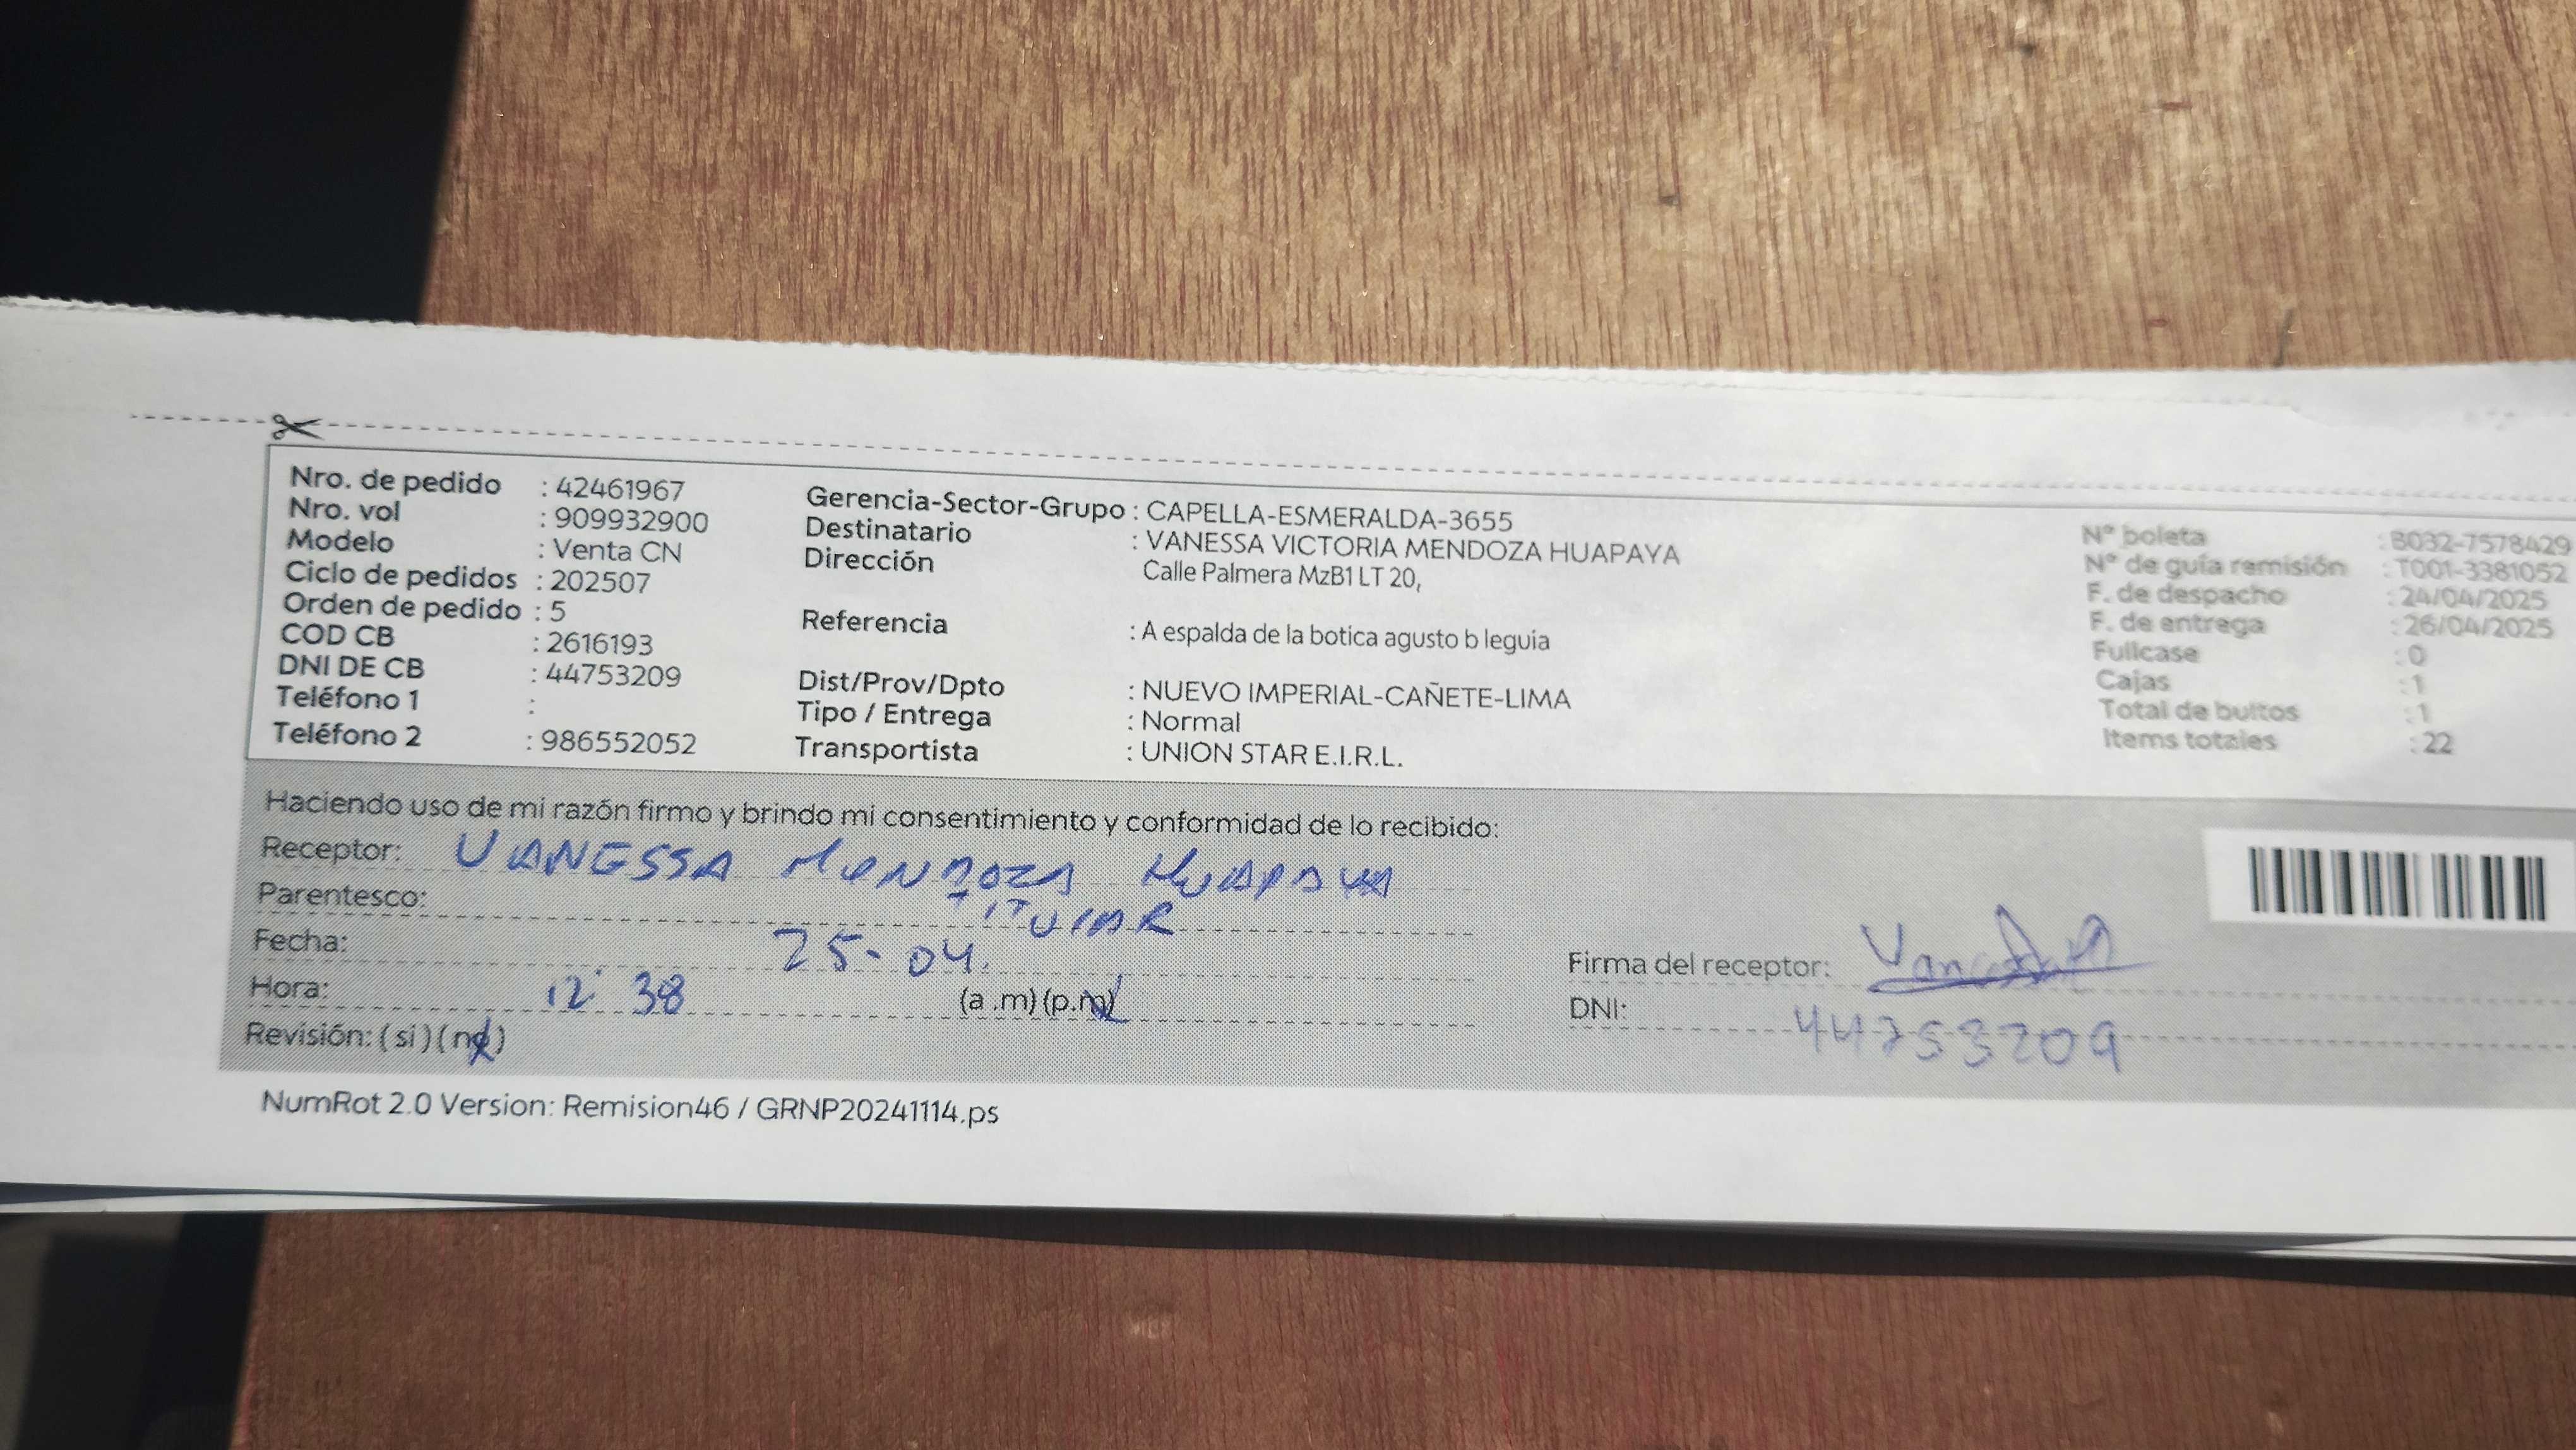 Nro. de pedido : 42461967
Nro. vol : 909932900
Modelo : Venta CN
Ciclo de pedidos : 202507
Orden de pedido : 5
COD CB : 2616193
DNI DE CB : 44753209
Teléfono 1 :
Teléfono 2 : 986552052
Gerencia-Sector-Grupo : CAPELLA-ESMERALDA-3655
Destinatario : VANESSA VICTORIA MENDOZA HUAPAYA
Dirección Calle Palmera MzB1 LT 20,
Referencia : A espalda de la botica agusto b leguia
Dist/Prov/Dpto : NUEVO IMPERIAL-CAÑETE-LIMA
Tipo / Entrega : Normal
Transportista : UNION STAR E.I.R.L.
N° boleta : B032-7578429
N° de guía remisión : T001-3381052
F. de despacho : 24/04/2025
F. de entrega : 26/04/2025
Fullcase : 0
Cajas : 1
Total de bultos : 1
Items totales : 22
Haciendo uso de mi razón firmo y brindo mi consentimiento y conformidad de lo recibido:
Receptor: VANESSA MENDOZA HUAPAYA
Parentesco: TITULAR
Fecha: 25-04.
Hora: 12 38 (a .m) (p.m)
Revisión: (si) (no)
Firma del receptor:
DNI: 44753209
NumRot 2.0 Version: Remision46 / GRNP20241114.ps